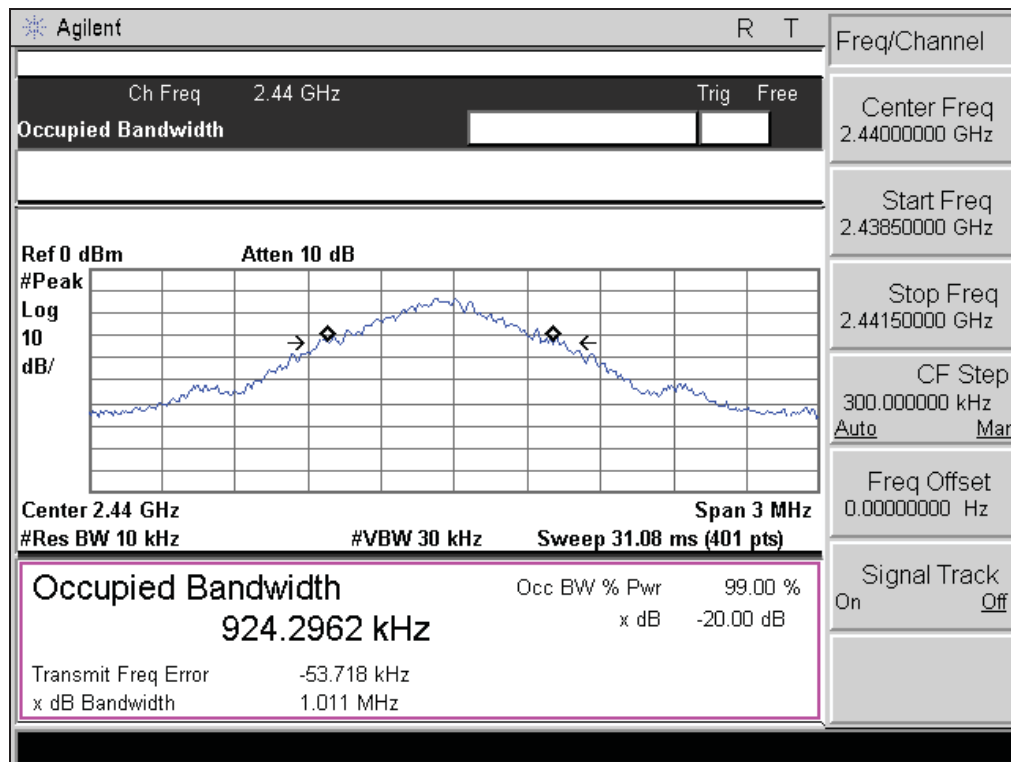 Agilent R T
Freq/Channel
Ch Freq 2.44 GHz Trig Free
Occupied Bandwidth
Center Freq
2.44000000 GHz
Start Freq
2.43850000 GHz
Stop Freq
2.44150000 GHz
CF Step
300.000000 kHz
Auto Man
Freq Offset
0.00000000 Hz
Signal Track
On Off
Ref 0 dBm Atten 10 dB
#Peak
Log
10
dB/
Center 2.44 GHz Span 3 MHz
#Res BW 10 kHz #VBW 30 kHz Sweep 31.08 ms (401 pts)
Occupied Bandwidth
924.2962 kHz
Occ BW % Pwr 99.00 %
x dB -20.00 dB
Transmit Freq Error -53.718 kHz
x dB Bandwidth 1.011 MHz